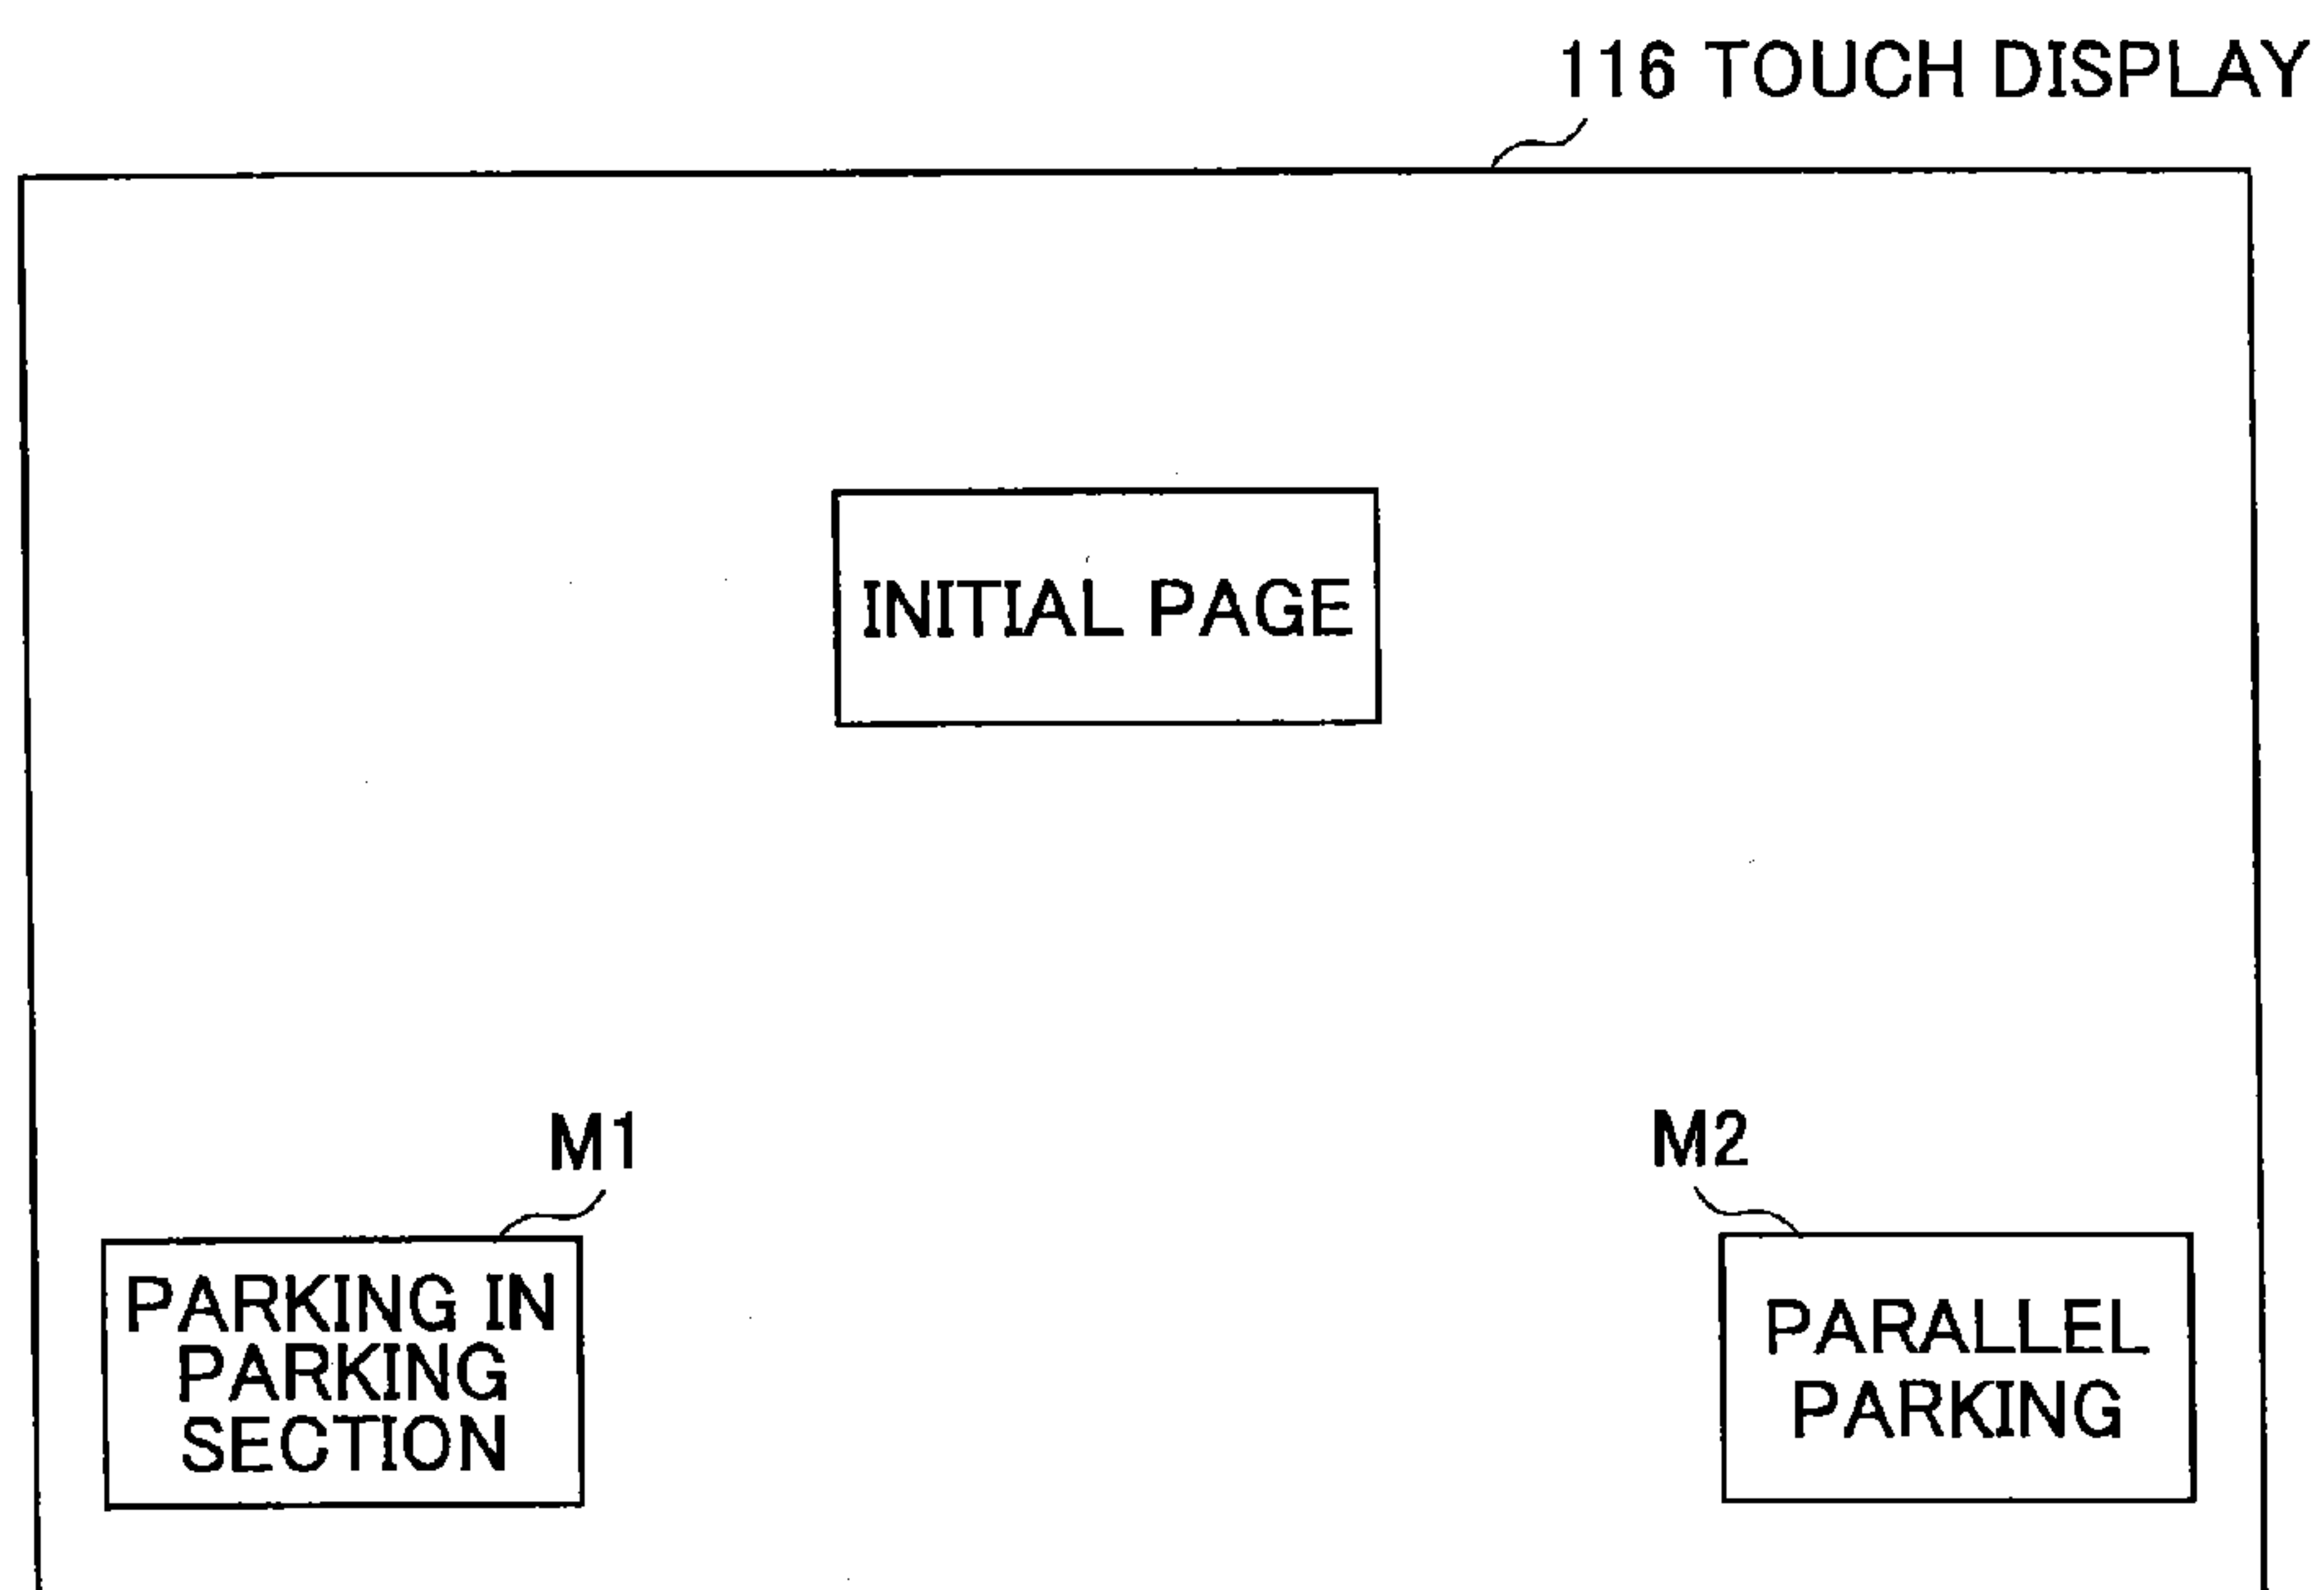 116 TOUCH DISPLAY
INITIAL PAGE
M1
M2
PARKING IN
PARKING
SECTION
PARALLEL
PARKING